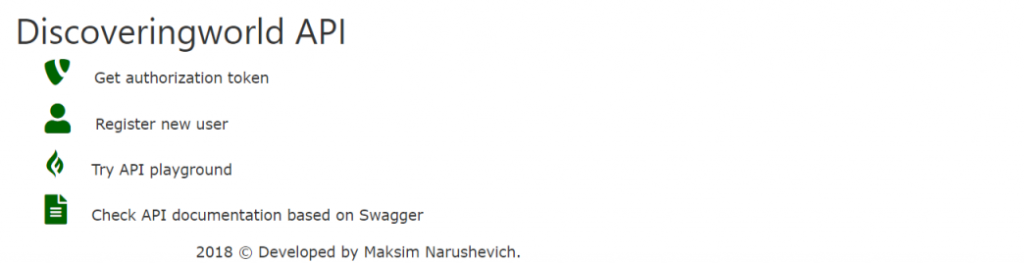 Discoveringworld API
Get authorization token
Register new user
Try API playground
Check API documentation based on Swagger
2018 © Developed by Maksim Narushevich.